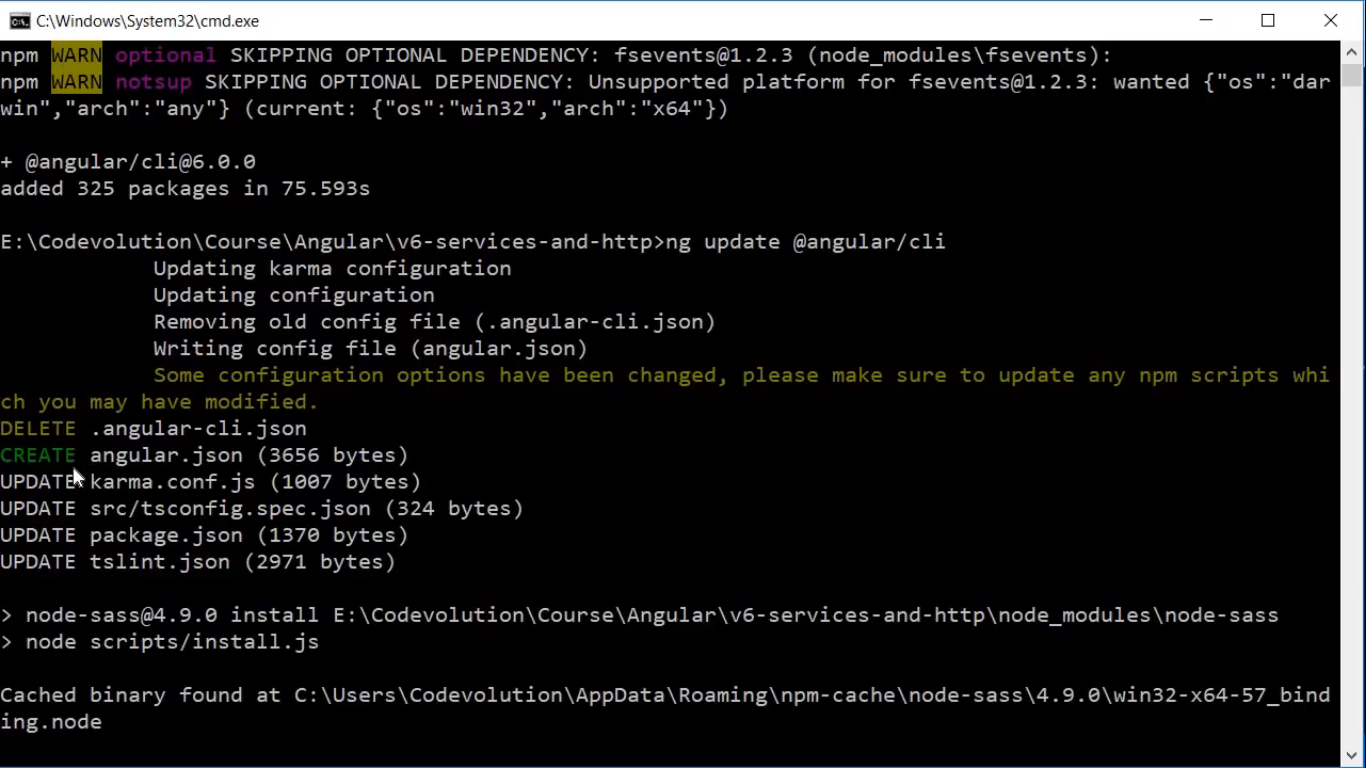 C:\Windows\System32\cmd.exe
npm WARN optional SKIPPING OPTIONAL DEPENDENCY: fsevents@1.2.3 (node_modules\fsevents):
npm WARN notsup SKIPPING OPTIONAL DEPENDENCY: Unsupported platform for fsevents@1.2.3: wanted {"os":"dar
win","arch":"any"} (current: {"os":"win32","arch":"x64"})
+ @angular/cli@6.0.0
added 325 packages in 75.593s
E:\Codevolution\Course\Angular\v6-services-and-http>ng update @angular/cli
Updating karma configuration
Updating configuration
Removing old config file (.angular-cli.json)
Writing config file (angular.json)
Some configuration options have been changed, please make sure to update any npm scripts whi
ch you may have modified.
DELETE .angular-cli.json
CREATE angular.json (3656 bytes)
UPDATE karma.conf.js (1007 bytes)
UPDATE src/tsconfig.spec.json (324 bytes)
UPDATE package.json (1370 bytes)
UPDATE tslint.json (2971 bytes)
> node-sass@4.9.0 install E:\Codevolution\Course\Angular\v6-services-and-http\node_modules\node-sass
> node scripts/install.js
Cached binary found at C:\Users\Codevolution\AppData\Roaming\npm-cache\node-sass\4.9.0\win32-x64-57_bind
ing.node